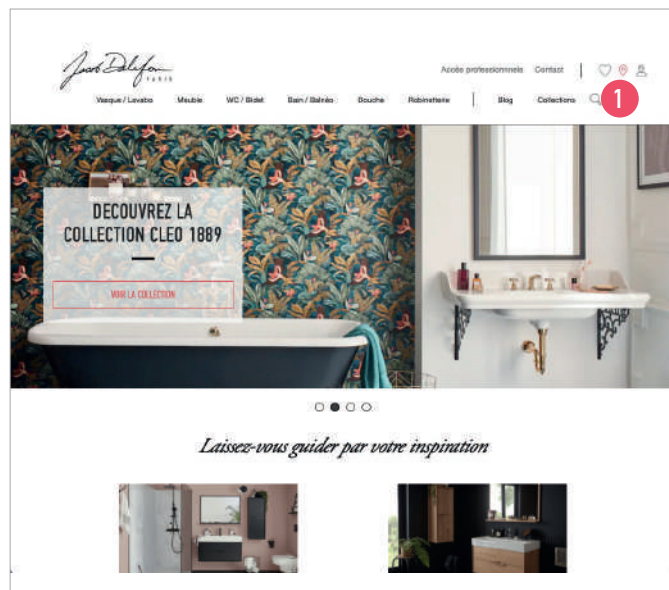 Jacob Delafon
PARIS
Accès professionnels Contact
1
Vasque / Lavabo Meuble WC / Bidet Bain / Balnéo Douche Robinetterie Blog Collections
DECOUVREZ LA
COLLECTION CLEO 1889
VOIR LA COLLECTION
Laissez-vous guider par votre inspiration